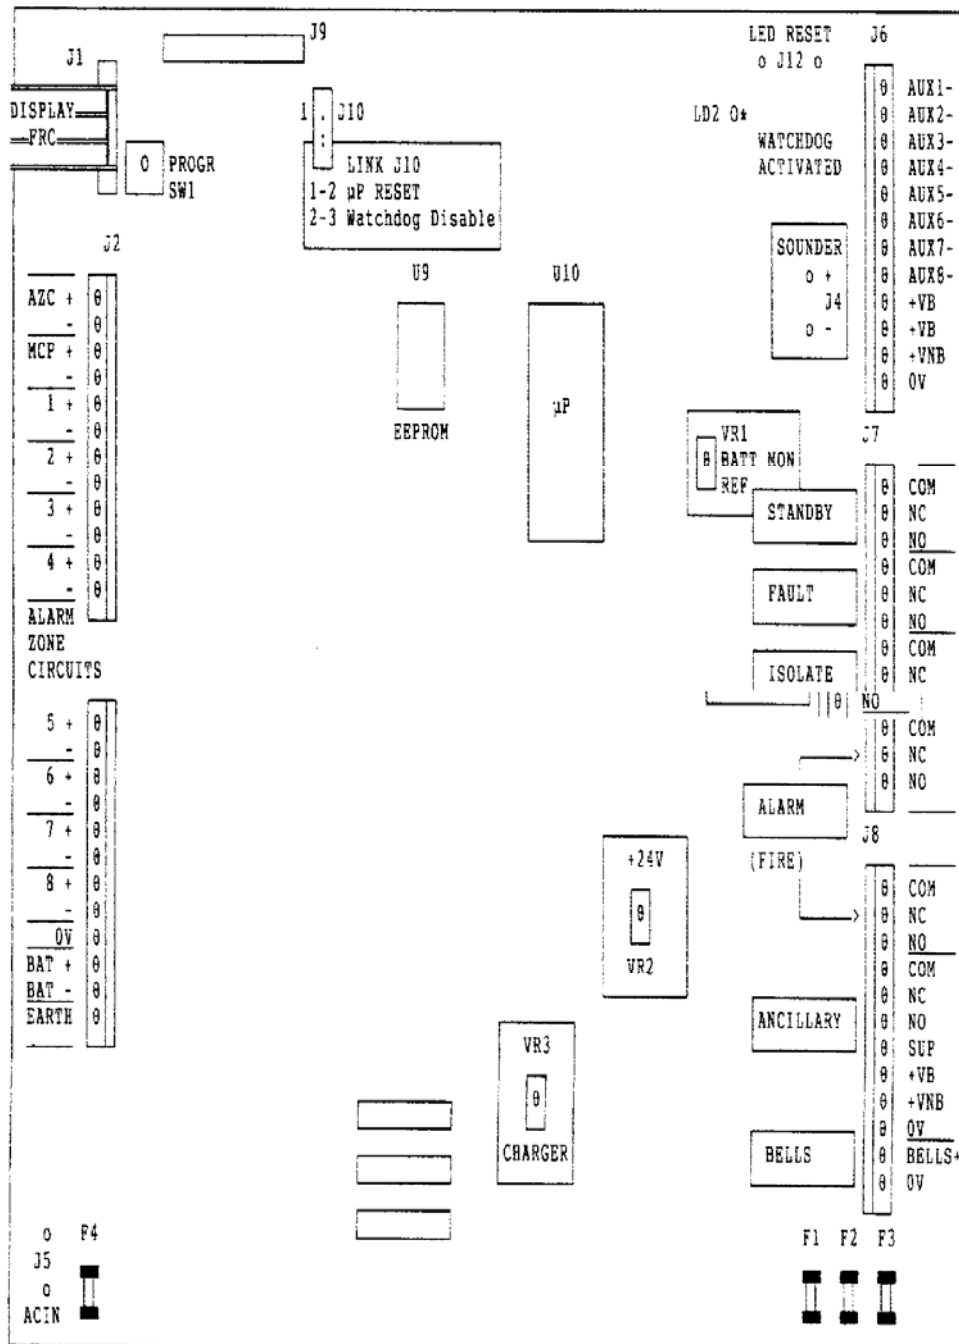 J1
J9
LED RESET
J6
o J12 o
DISPLAY
FRC
O PROGR
SW1
1
J10
LINK J10
1-2 µP RESET
2-3 Watchdog Disable
LD2 O*
WATCHDOG
ACTIVATED
AUX1-
AUX2-
AUX3-
AUX4-
AUX5-
AUX6-
AUX7-
AUX8-
+VB
+VB
+VNB
0V
SOUNDER
o +
J4
o -
J2
AZC +
-
MCP +
-
1 +
-
2 +
-
3 +
-
4 +
-
ALARM
ZONE
CIRCUITS
U9
EEPROM
U10
µP
VR1
BATT MON
REF
J7
STANDBY
COM
NC
NO
FAULT
COM
NC
NO
ISOLATE
COM
NC
NO
COM
NC
NO
ALARM
(FIRE)
J8
COM
NC
NO
COM
NC
NO
SUP
+VB
+VNB
0V
BELLS+
0V
ANCILLARY
BELLS
5 +
-
6 +
-
7 +
-
8 +
-
0V
BAT +
BAT -
EARTH
+24V
VR2
VR3
CHARGER
o
F4
J5
o
ACIN
F1
F2
F3